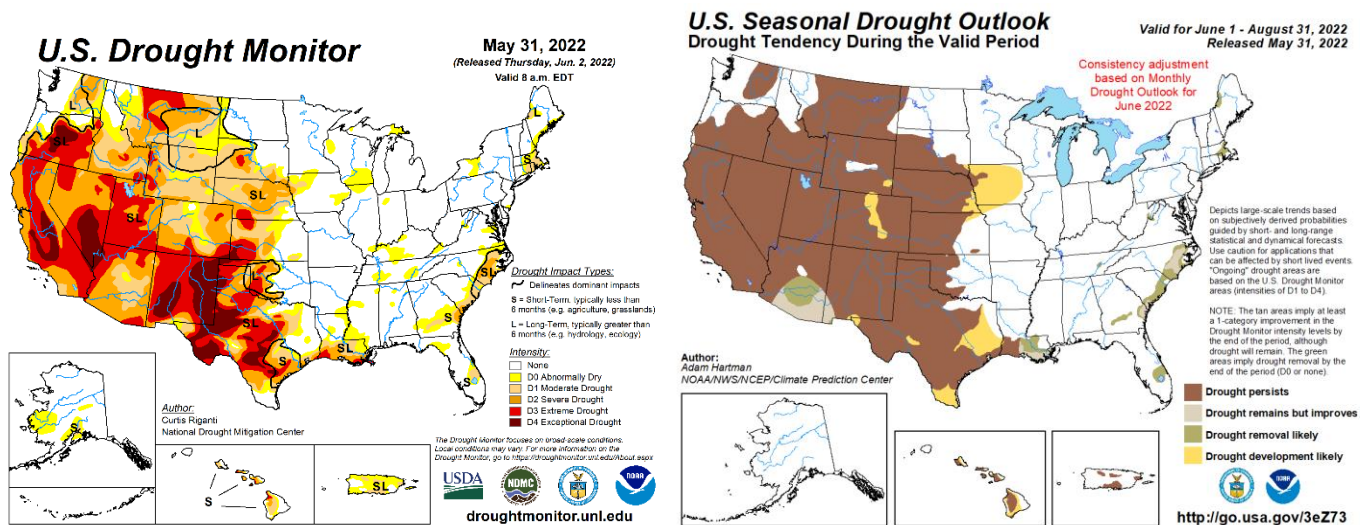 U.S. Drought Monitor
May 31, 2022
(Released Thursday, Jun. 2, 2022)
Valid 8 a.m. EDT
L
L
SL
SL
SL
L
S
S
S
S
L
S
S
Drought Impact Types:
Delineates dominant impacts
S = Short-Term, typically less than
6 months (e.g. agriculture, grasslands)
L = Long-Term, typically greater than
6 months (e.g. hydrology, ecology)
Intensity:
None
D0 Abnormally Dry
D1 Moderate Drought
D2 Severe Drought
D3 Extreme Drought
D4 Exceptional Drought
Author:
Curtis Riganti
National Drought Mitigation Center
S
S
SL
The Drought Monitor focuses on broad-scale conditions.
Local conditions may vary. For more information on the
Drought Monitor, go to https://droughtmonitor.unl.edu/About.aspx
USDA
NDMC
NOAA
droughtmonitor.unl.edu
U.S. Seasonal Drought Outlook
Drought Tendency During the Valid Period
Valid for June 1 - August 31, 2022
Released May 31, 2022
Consistency adjustment
based on Monthly
Drought Outlook for
June 2022
Depicts large-scale trends based
on subjectively derived probabilities
guided by short- and long-range
statistical and dynamical forecasts.
Use caution for applications that
can be affected by short lived events.
"Ongoing" drought areas are
based on the U.S. Drought Monitor
areas (intensities of D1 to D4).
NOTE: The tan areas imply at least
a 1-category improvement in the
Drought Monitor intensity levels by
the end of the period, although
drought will remain. The green
areas imply drought removal by the
end of the period (D0 or none).
Author:
Adam Hartman
NOAA/NWS/NCEP/Climate Prediction Center
Drought persists
Drought remains but improves
Drought removal likely
Drought development likely
NOAA
http://go.usa.gov/3eZ73